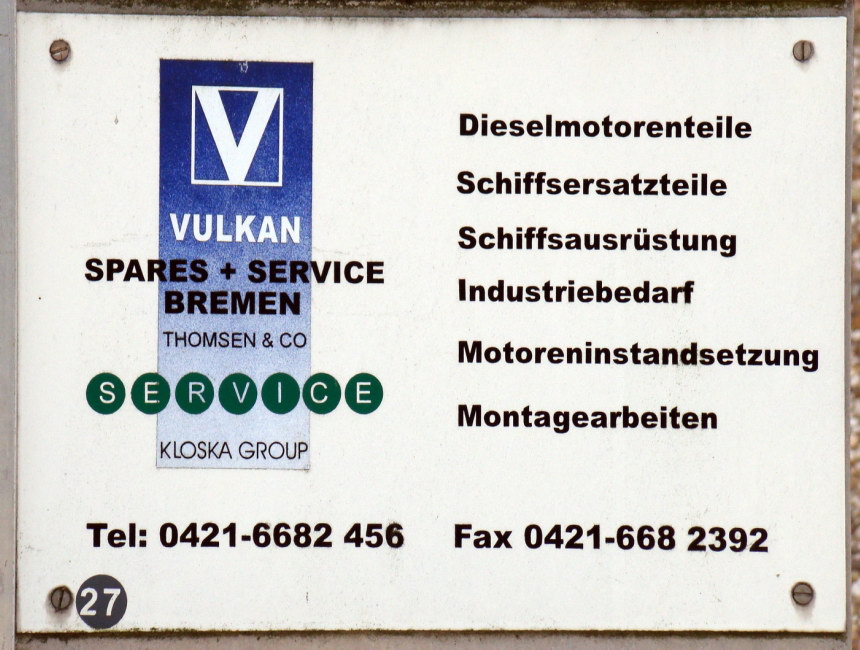 V
VULKAN
SPARES + SERVICE
BREMEN
THOMSEN & CO
SERVICE
KLOSKA GROUP
Dieselmotorenteile
Schiffsersatzteile
Schiffsausrüstung
Industriebedarf
Motoreninstandsetzung
Montagearbeiten
Tel: 0421-6682 456
Fax 0421-668 2392
27